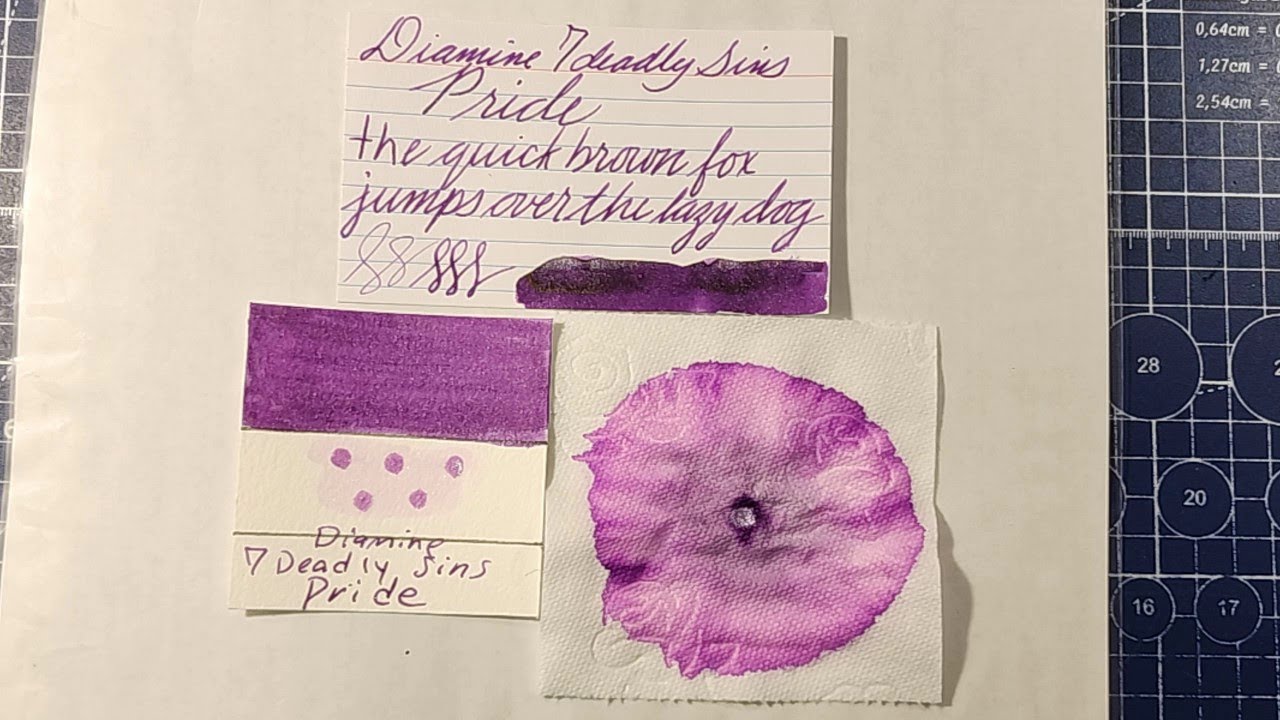 Diamine 7 deadly Sins
Pride
the quick brown fox
jumps over the lazy dog
Diamine
7 Deadly Sins
Pride
0,64cm =
1,27cm =
2,54cm =
28
20
16 17